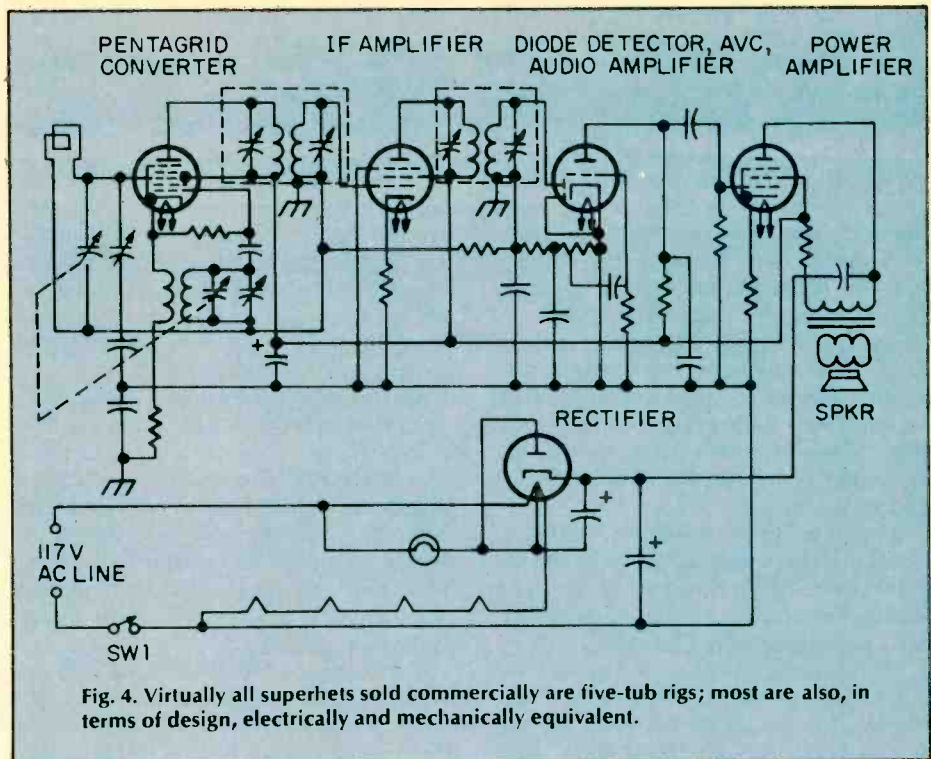 PENTAGRID
CONVERTER
IF AMPLIFIER
DIODE DETECTOR, AVC,
AUDIO AMPLIFIER
POWER
AMPLIFIER
+
SPKR
RECTIFIER
+
+
117V
AC LINE
SW1
Fig. 4. Virtually all superhets sold commercially are five-tub rigs; most are also, in
terms of design, electrically and mechanically equivalent.